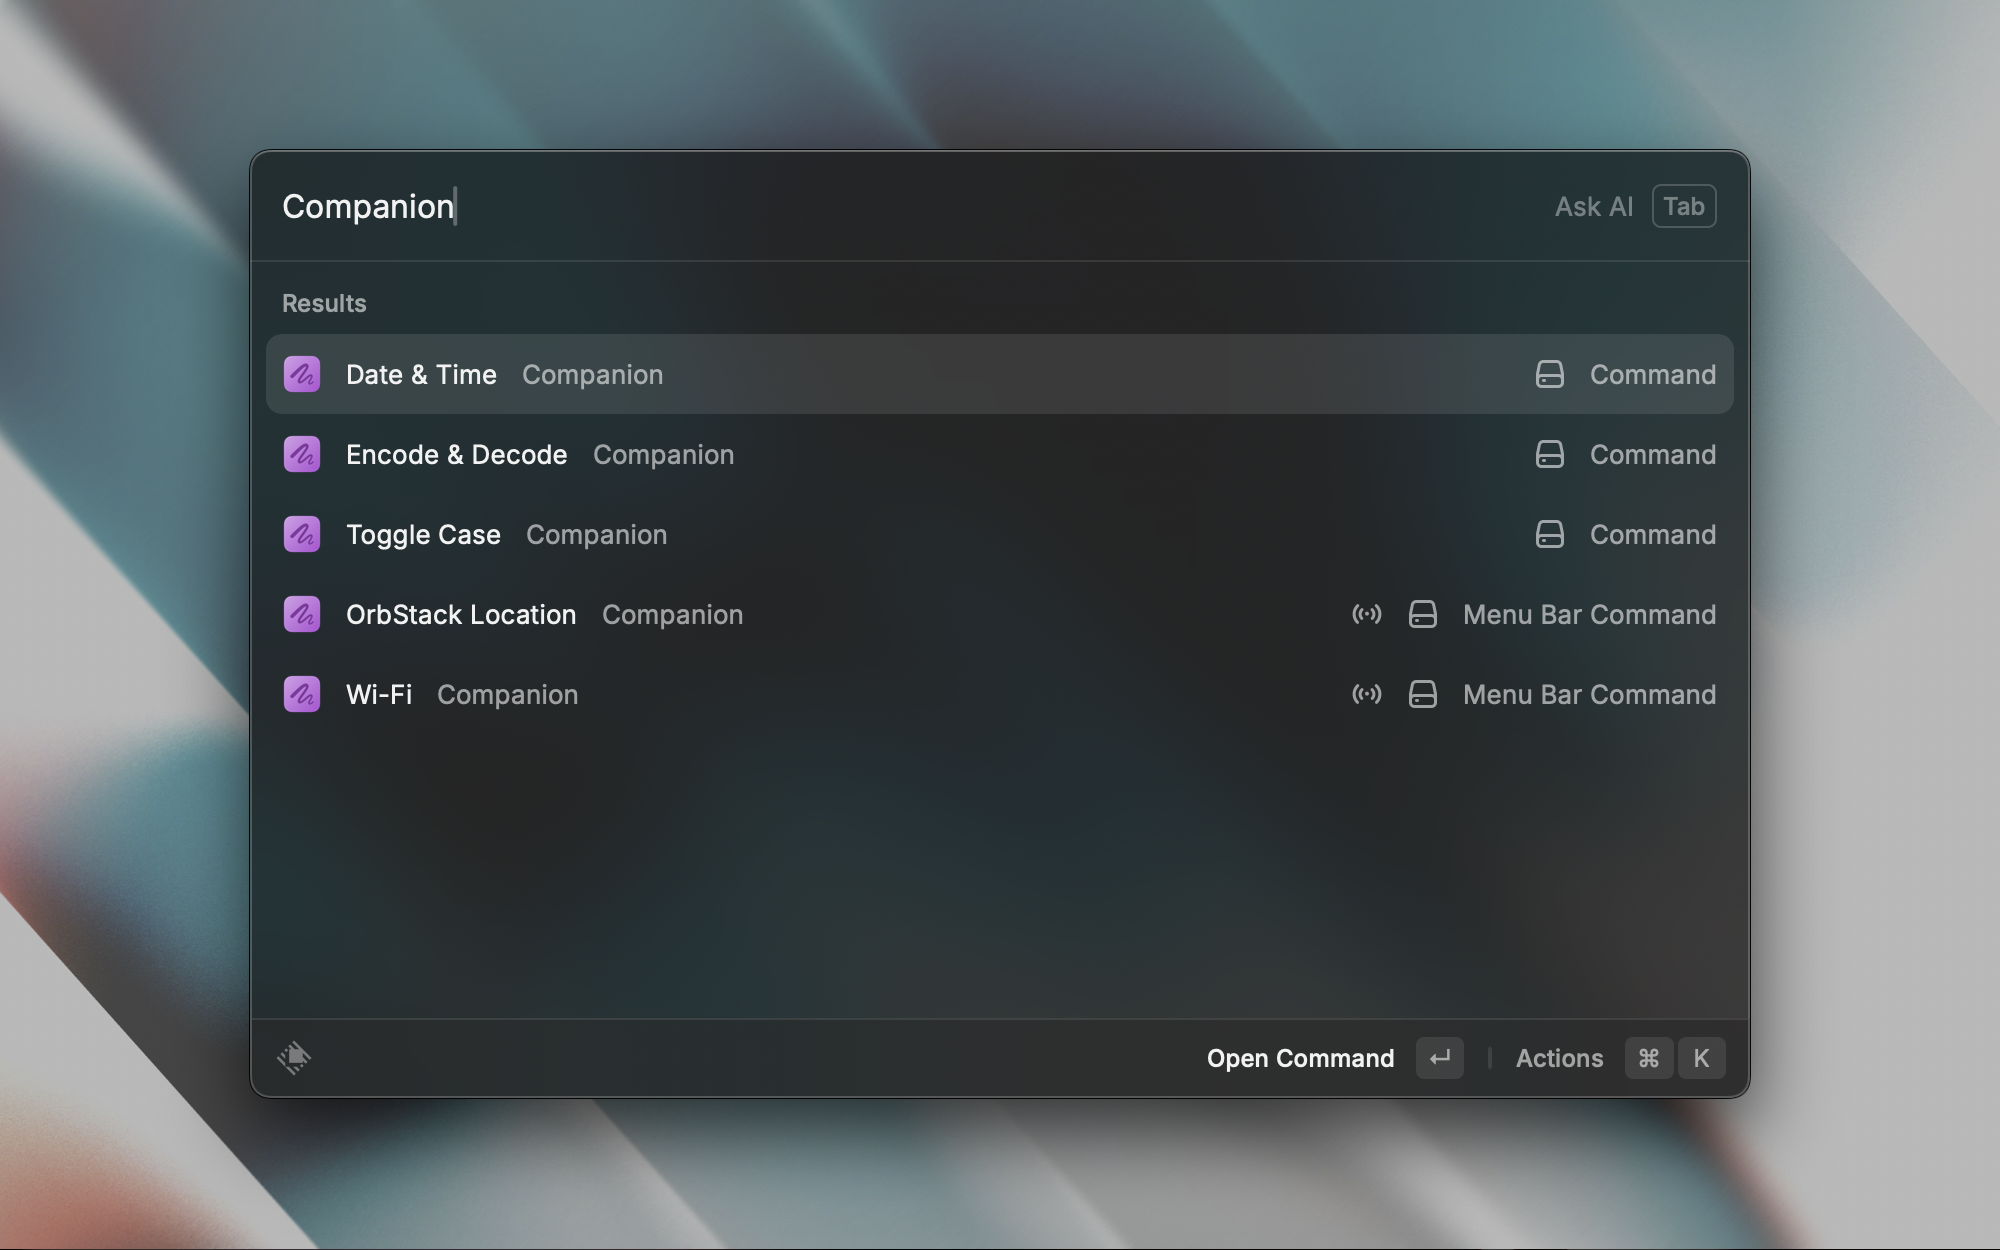 Companion Ask AI Tab
Results
Date & Time Companion Command
Encode & Decode Companion Command
Toggle Case Companion Command
OrbStack Location Companion Menu Bar Command
Wi-Fi Companion Menu Bar Command
Open Command ↵ Actions ⌘ K